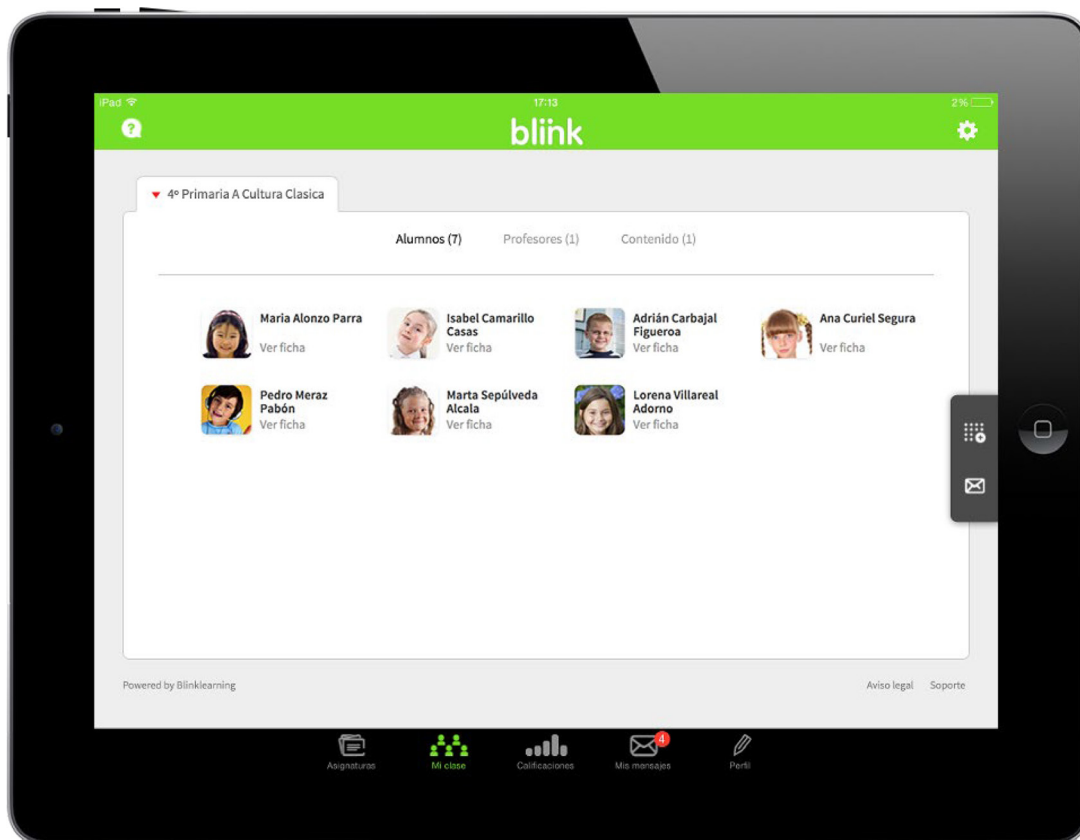 iPad 17:13 2%
?
blink
4º Primaria A Cultura Clasica
Alumnos (7) Profesores (1) Contenido (1)
Maria Alonzo Parra
Ver ficha
Isabel Camarillo
Casas
Ver ficha
Adrián Carbajal
Figueroa
Ver ficha
Ana Curiel Segura
Ver ficha
Pedro Meraz
Pabón
Ver ficha
Marta Sepúlveda
Alcala
Ver ficha
Lorena Villareal
Adorno
Ver ficha
Powered by Blinklearning Aviso legal Soporte
4
Asignaturas Mi clase Calificaciones Mis mensajes Perfil